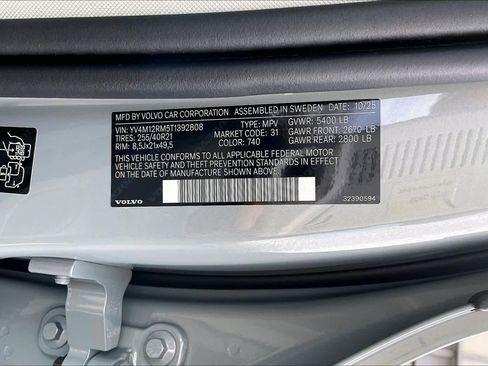 BY VOLVO CAR CORPORATION ASSEMBLED IN SWEDEN 10/25
VIN: YV4M12RM5T1392808 TYPE: MPV GVWR: 5400 LB
TIRES: 255/40R21 MARKET CODE: 31 GAWR FRONT: 2670 LB
RIM: 8,5Jx21x49,5 COLOR: 740 GAWR REAR: 2800 LB
THIS VEHICLE CONFORMS TO ALL APPLICABLE FEDERAL MOTOR
VEHICLE SAFETY, BUMPER AND THEFT PREVENTION STANDARDS
IN EFFECT ON THE DATE OF MANUFACTURE SHOWN ABOVE.
VOLVO 32390594